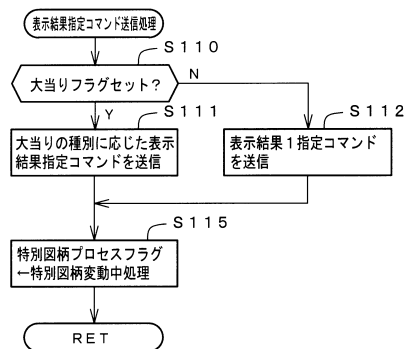 表示結果指定コマンド送信処理
S110
大当りフラグセット?
N
Y
S111
S112
大当りの種別に応じた表示
結果指定コマンドを送信
表示結果1指定コマンド
を送信
S115
特別図柄プロセスフラグ
←特別図柄変動中処理
RET